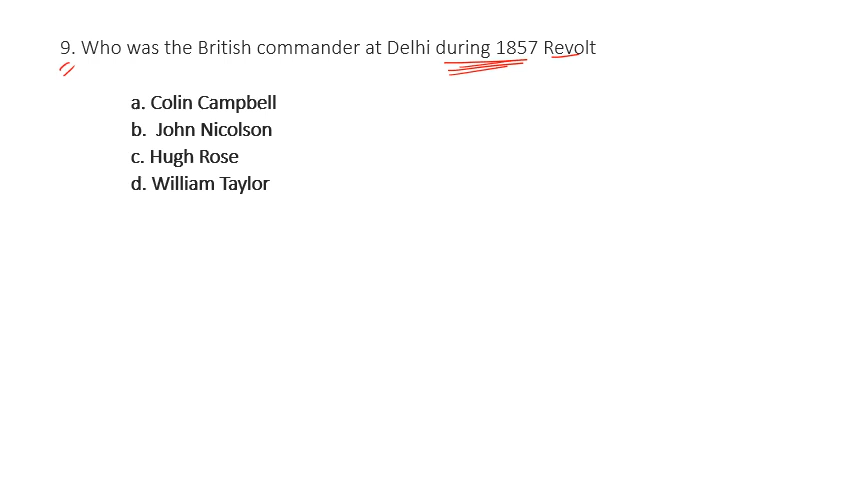 9. Who was the British commander at Delhi during 1857 Revolt
a. Colin Campbell
b. John Nicolson
c. Hugh Rose
d. William Taylor